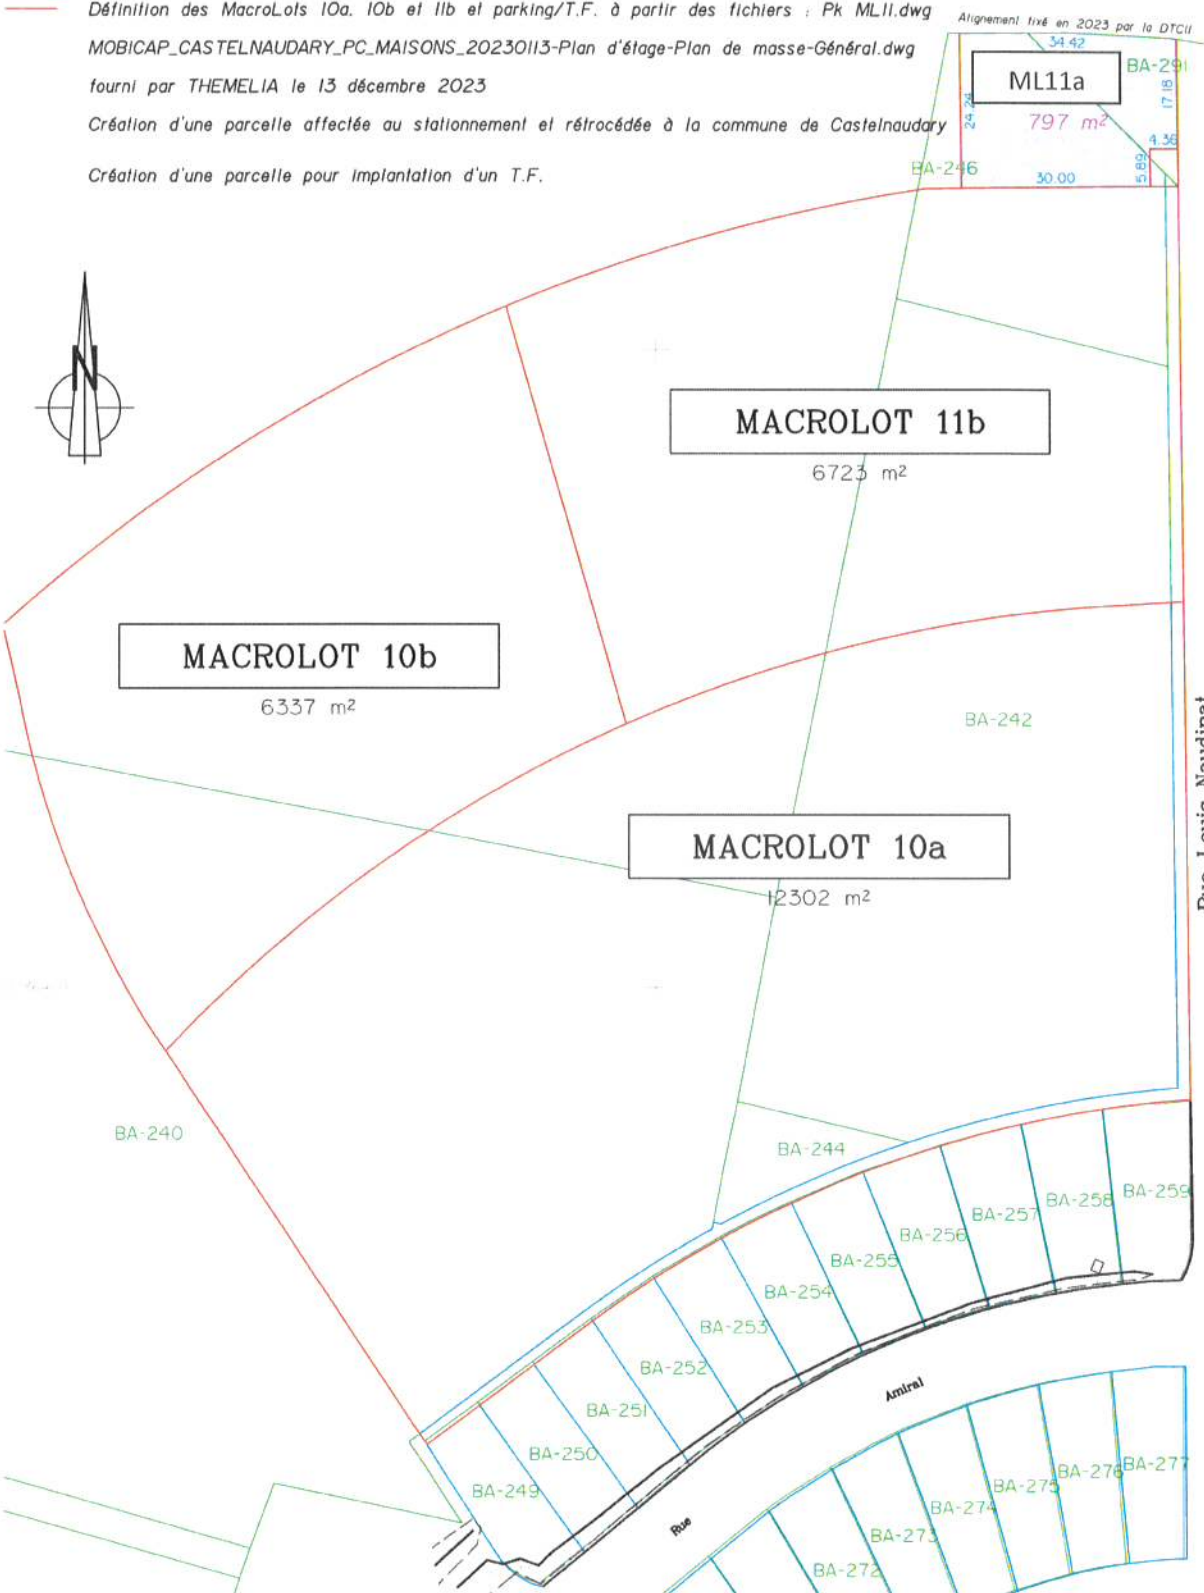 Définition des MacroLots 10a, 10b et 11b et parking/T.F. à partir des fichiers : Pk ML11.dwg
MOBICAP_CASTELNAUDARY_PC_MAISONS_20230113-Plan d'étage-Plan de masse-Général.dwg
fourni par THEMELIA le 13 décembre 2023
Création d'une parcelle affectée au stationnement et rétrocédée à la commune de Castelnaudary
Création d'une parcelle pour implantation d'un T.F.
Alignement fixé en 2023 par la DTCII
34.42
BA-291
ML11a
24.24
17.18
797 m²
4.36
5.89
BA-246
30.00
N
MACROLOT 11b
6723 m²
MACROLOT 10b
6337 m²
BA-242
Rue Louis
MACROLOT 10a
12302 m²
BA-240
BA-244
BA-259
BA-258
BA-257
BA-256
BA-255
BA-254
BA-253
BA-252
BA-251
BA-250
BA-249
Rue Amiral
BA-277
BA-276
BA-275
BA-274
BA-273
BA-272